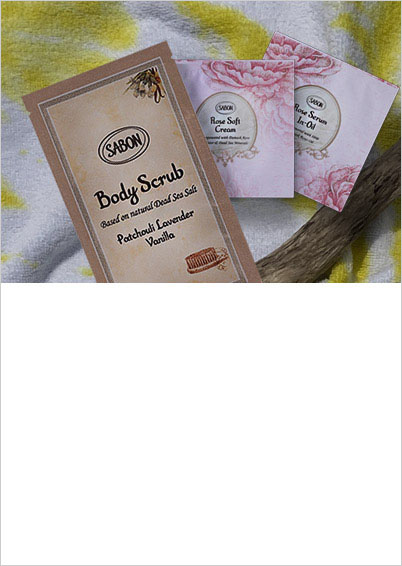 SABON
Body Scrub
Based on natural Dead Sea Salt
Patchouli Lavender
Vanilla
SABON
Rose Soft
Cream
SABON
Rose Serum
In-Oil